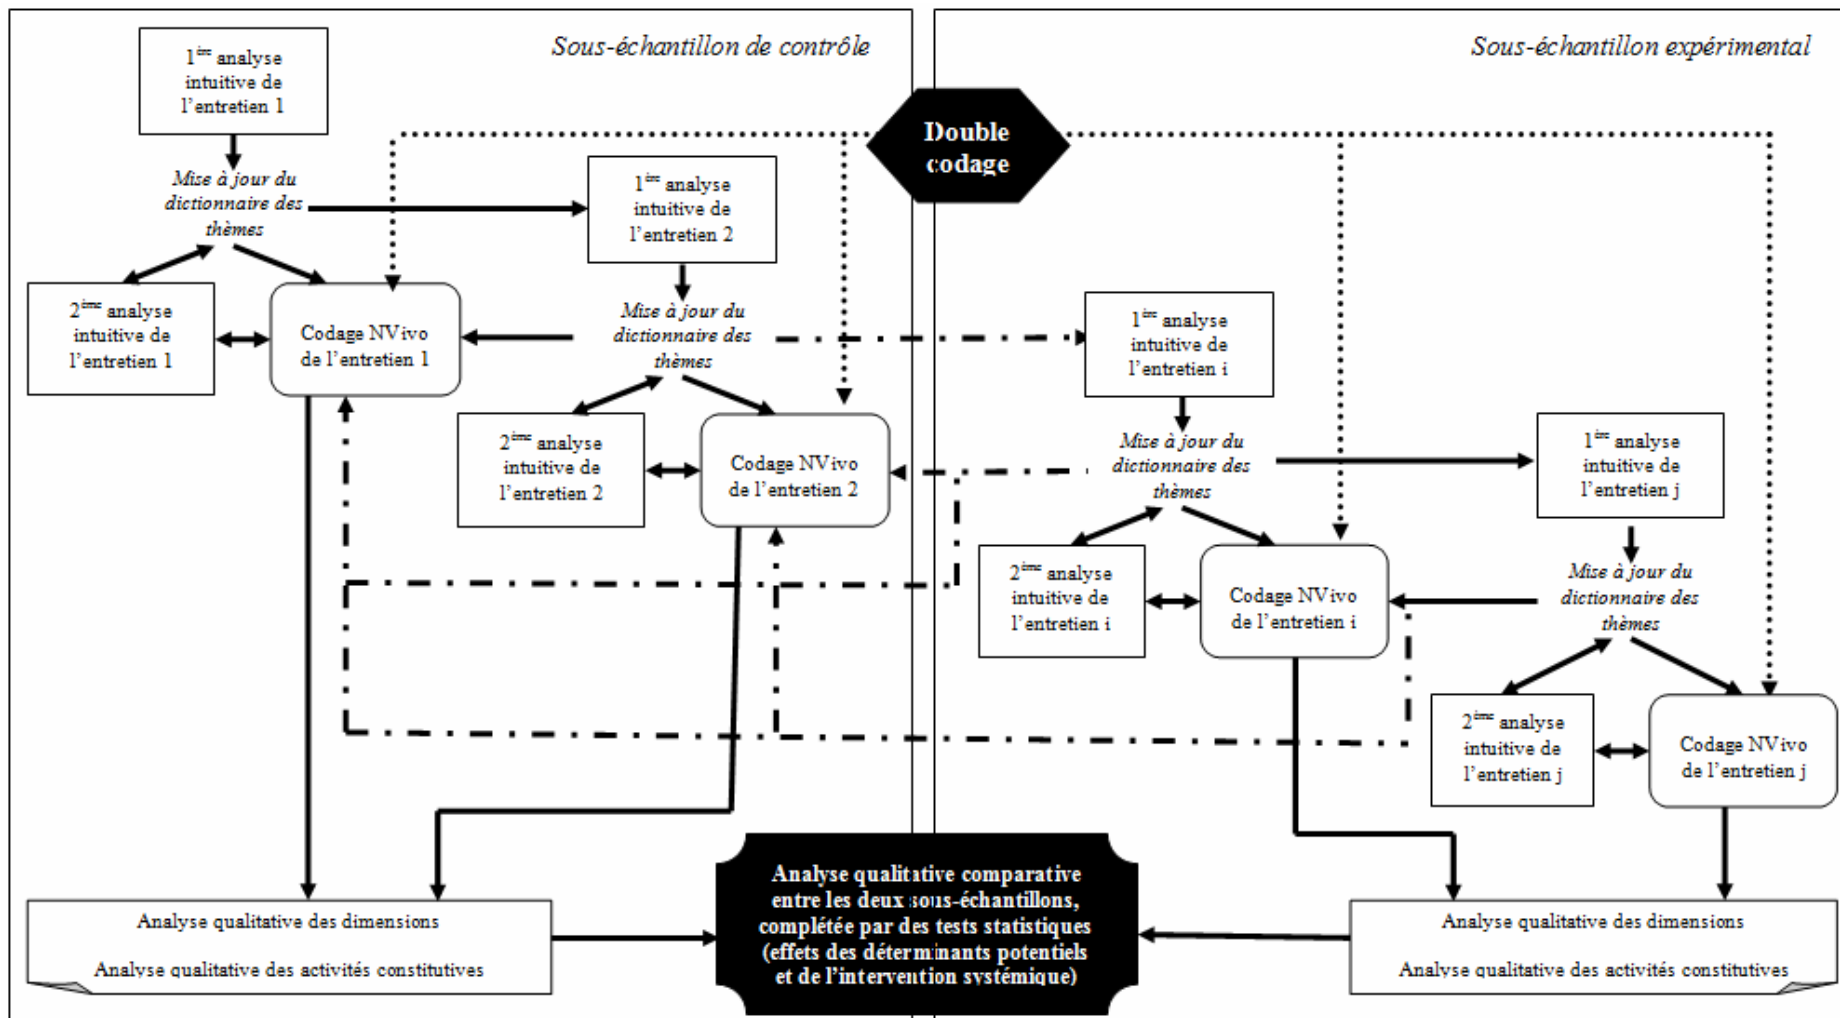 Sous-échantillon de contrôle
1ère analyse
intuitive de
l'entretien 1
Mise à jour du
dictionnaire des
thèmes
2ème analyse
intuitive de
l'entretien 1
Codage NVivo
de l'entretien 1
1ère analyse
intuitive de
l'entretien 2
Mise à jour du
dictionnaire des
thèmes
2ème analyse
intuitive de
l'entretien 2
Codage NVivo
de l'entretien 2
Analyse qualitative des dimensions
Analyse qualitative des activités constitutives
Double
codage
Sous-échantillon expérimental
1ère analyse
intuitive de
l'entretien i
Mise à jour du
dictionnaire des
thèmes
2ème analyse
intuitive de
l'entretien i
Codage NVivo
de l'entretien i
1ère analyse
intuitive de
l'entretien j
Mise à jour du
dictionnaire des
thèmes
2ème analyse
intuitive de
l'entretien j
Codage NVivo
de l'entretien j
Analyse qualitative comparative
entre les deux sous-échantillons,
complétée par des tests statistiques
(effets des déterminants potentiels
et de l'intervention systémique)
Analyse qualitative des dimensions
Analyse qualitative des activités constitutives